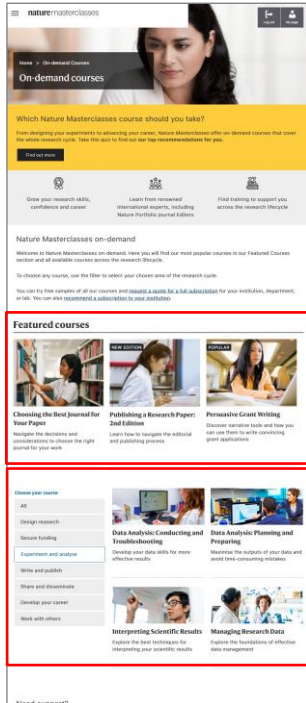 naturemasterclasses
Log out
My page
Home > On-demand Courses
On-demand courses
Which Nature Masterclasses course should you take?
From designing your experiments to advancing your career, Nature Masterclasses offer on-demand courses that cover
the whole research cycle. Take this quiz to find out our top recommendations for you.
Find out more
Grow your research skills,
confidence and career
Learn from renowned
international experts, including
Nature Portfolio journal Editors
Find training to support you
across the research lifecycle
Nature Masterclasses on-demand
Welcome to Nature Masterclasses on-demand. Here you will find our most popular courses in our Featured Courses
section and all available courses across the research lifecycle.
To choose any course, use the filter to select your chosen area of the research cycle.
You can try free samples of all our courses and request a quote for a full subscription for your institution, department,
or lab. You can also recommend a subscription to your institution.
Featured courses
NEW EDITION
POPULAR
Choosing the Best Journal for
Your Paper
Navigate the decisions and
considerations to choose the right
journal for your work
Publishing a Research Paper:
2nd Edition
Learn how to navigate the editorial
and publishing process
Persuasive Grant Writing
Discover narrative tools and how you
can use them to write convincing
grant applications
Choose your course
All
Design research
Secure funding
Experiment and analyse
Write and publish
Share and disseminate
Develop your career
Work with others
Data Analysis: Conducting and
Troubleshooting
Develop your data skills for more
effective results
Data Analysis: Planning and
Preparing
Maximise the outputs of your data and
avoid time-consuming mistakes
Interpreting Scientific Results
Explore the best techniques for
interpreting your scientific results
Managing Research Data
Explore the foundations of effective
data management
Need support?